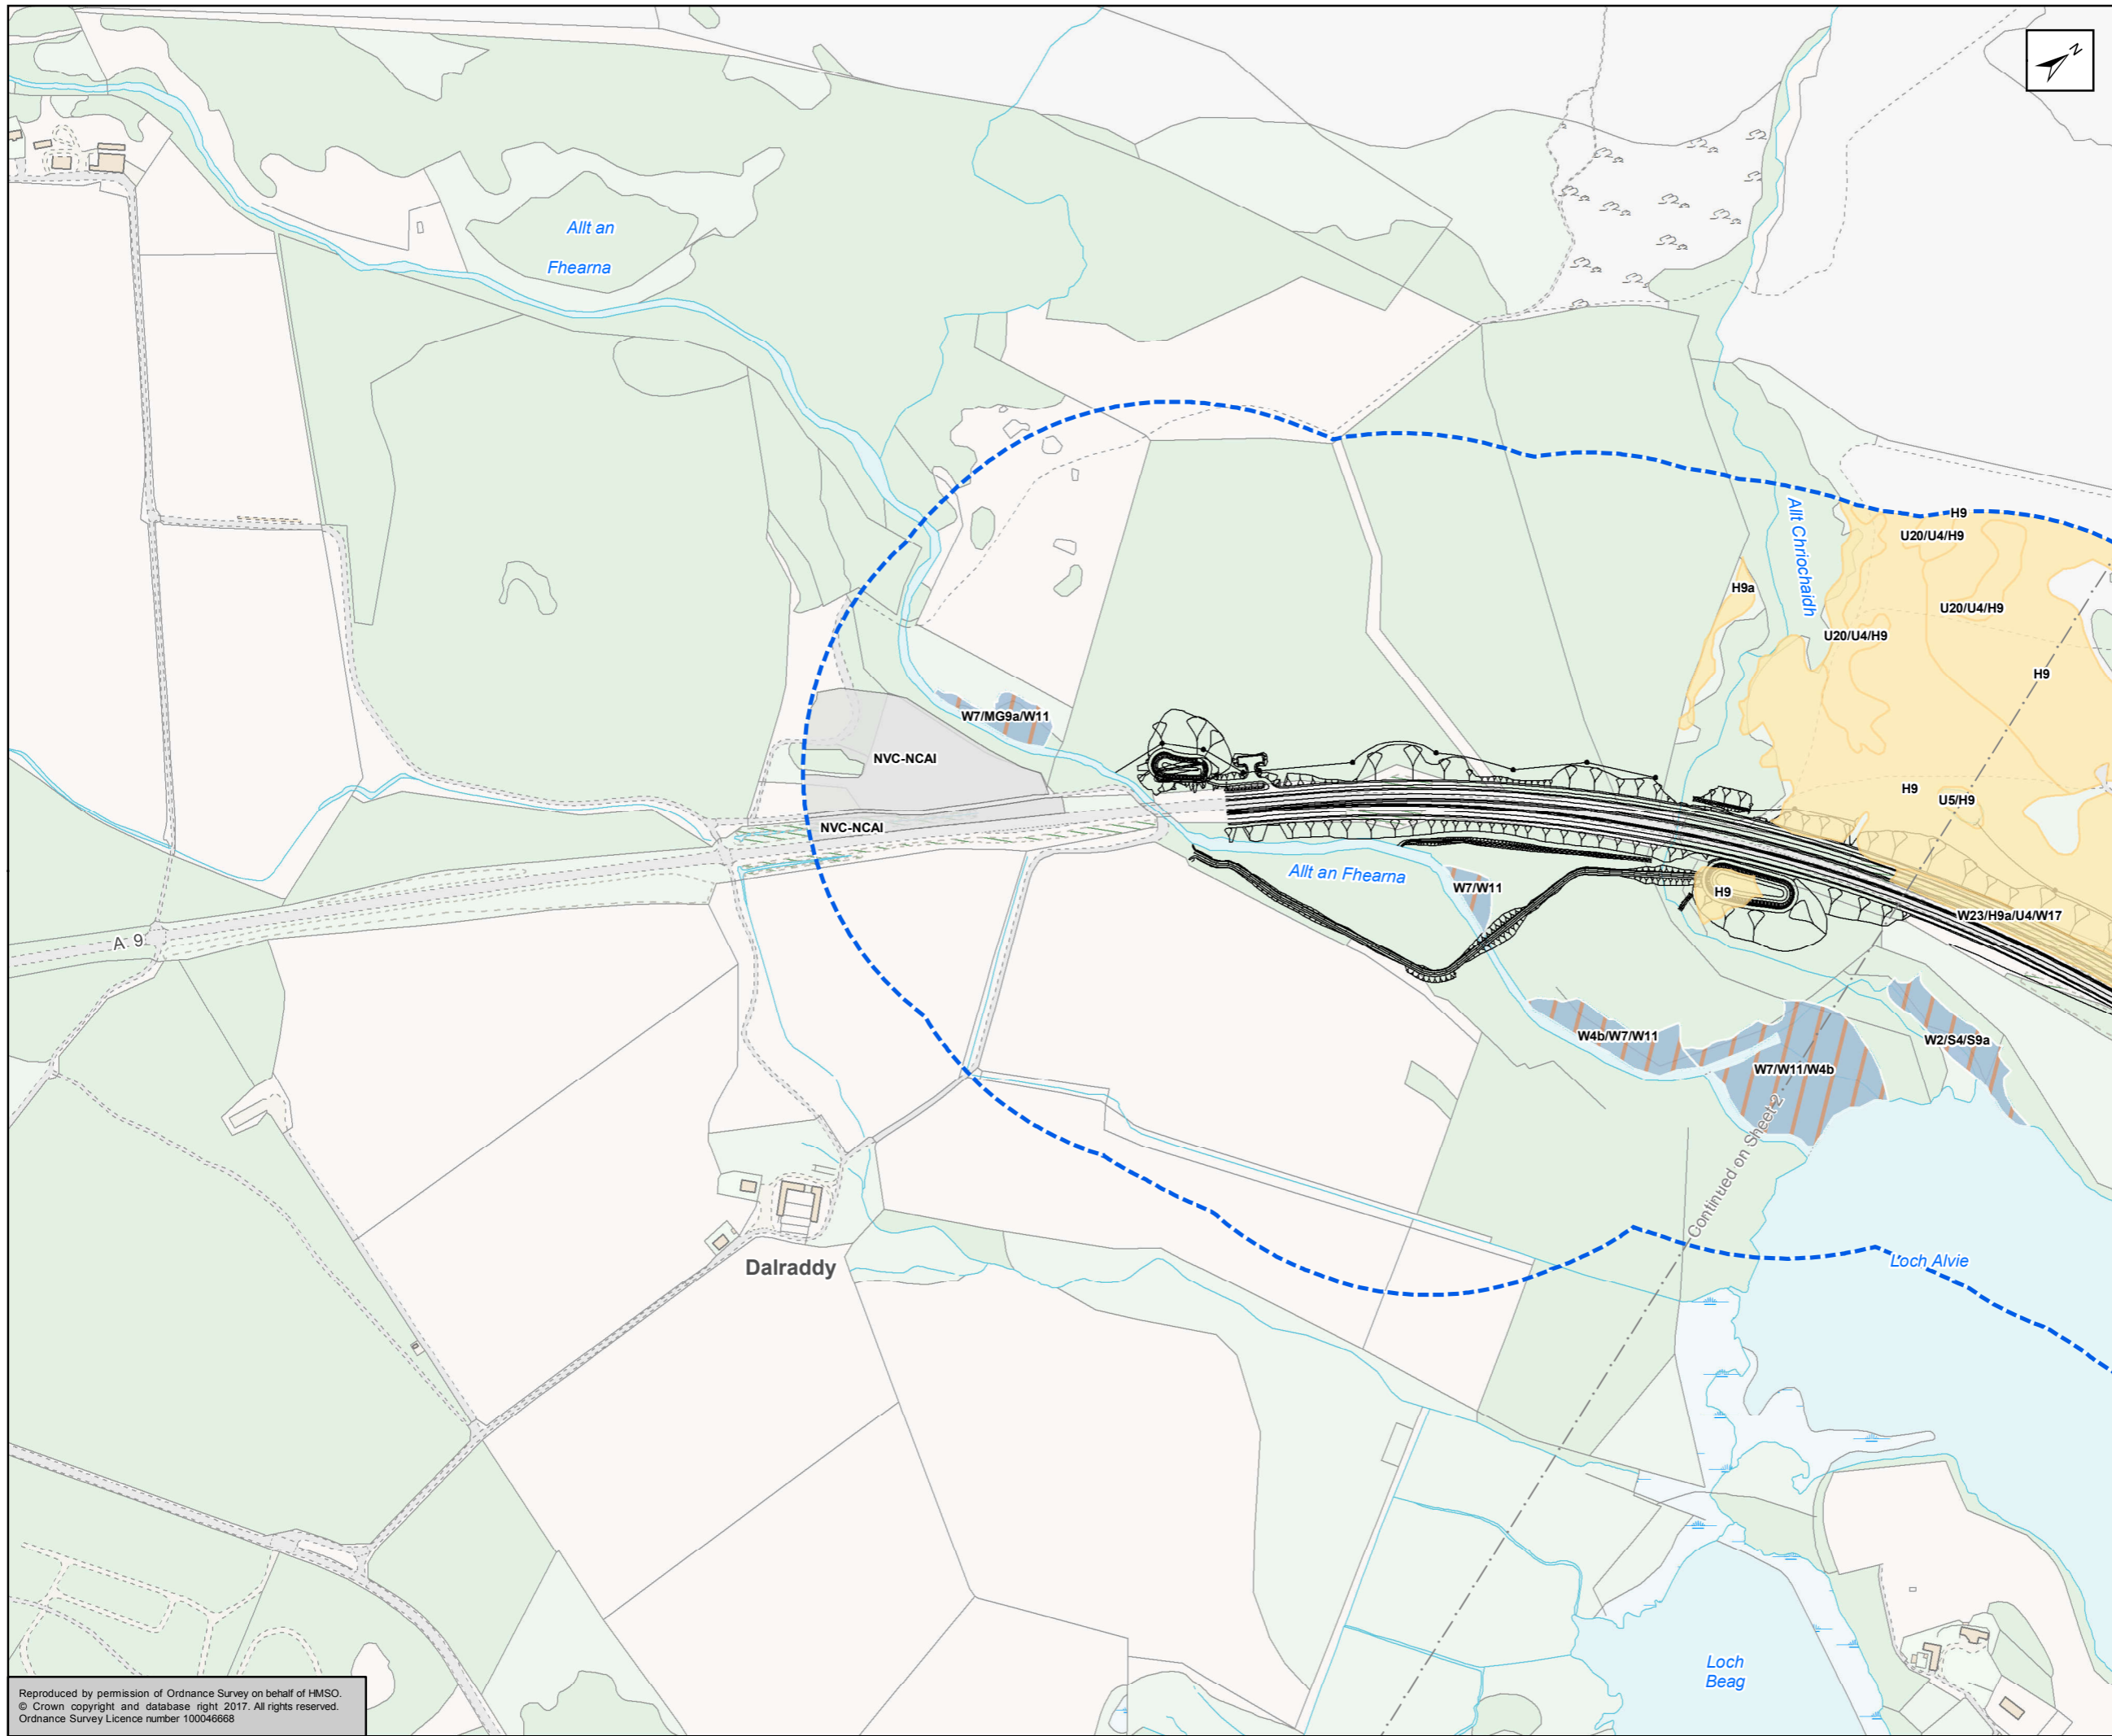 N
Allt an
Fhearna
Allt Chriochaidh
H9
U20/U4/H9
H9a
U20/U4/H9
U20/U4/H9
H9
W7/MG9a/W11
NVC-NCAI
H9
U5/H9
NVC-NCAI
Allt an Fhearna
W7/W11
H9
W23/H9a/U4/W17
A 9
W4b/W7/W11
W2/S4/S9a
W7/W11/W4b
Continued on Sheet 2
Dalraddy
Loch Alvie
Loch
Beag
Reproduced by permission of Ordnance Survey on behalf of HMSO.
© Crown copyright and database right 2017. All rights reserved.
Ordnance Survey Licence number 100046668